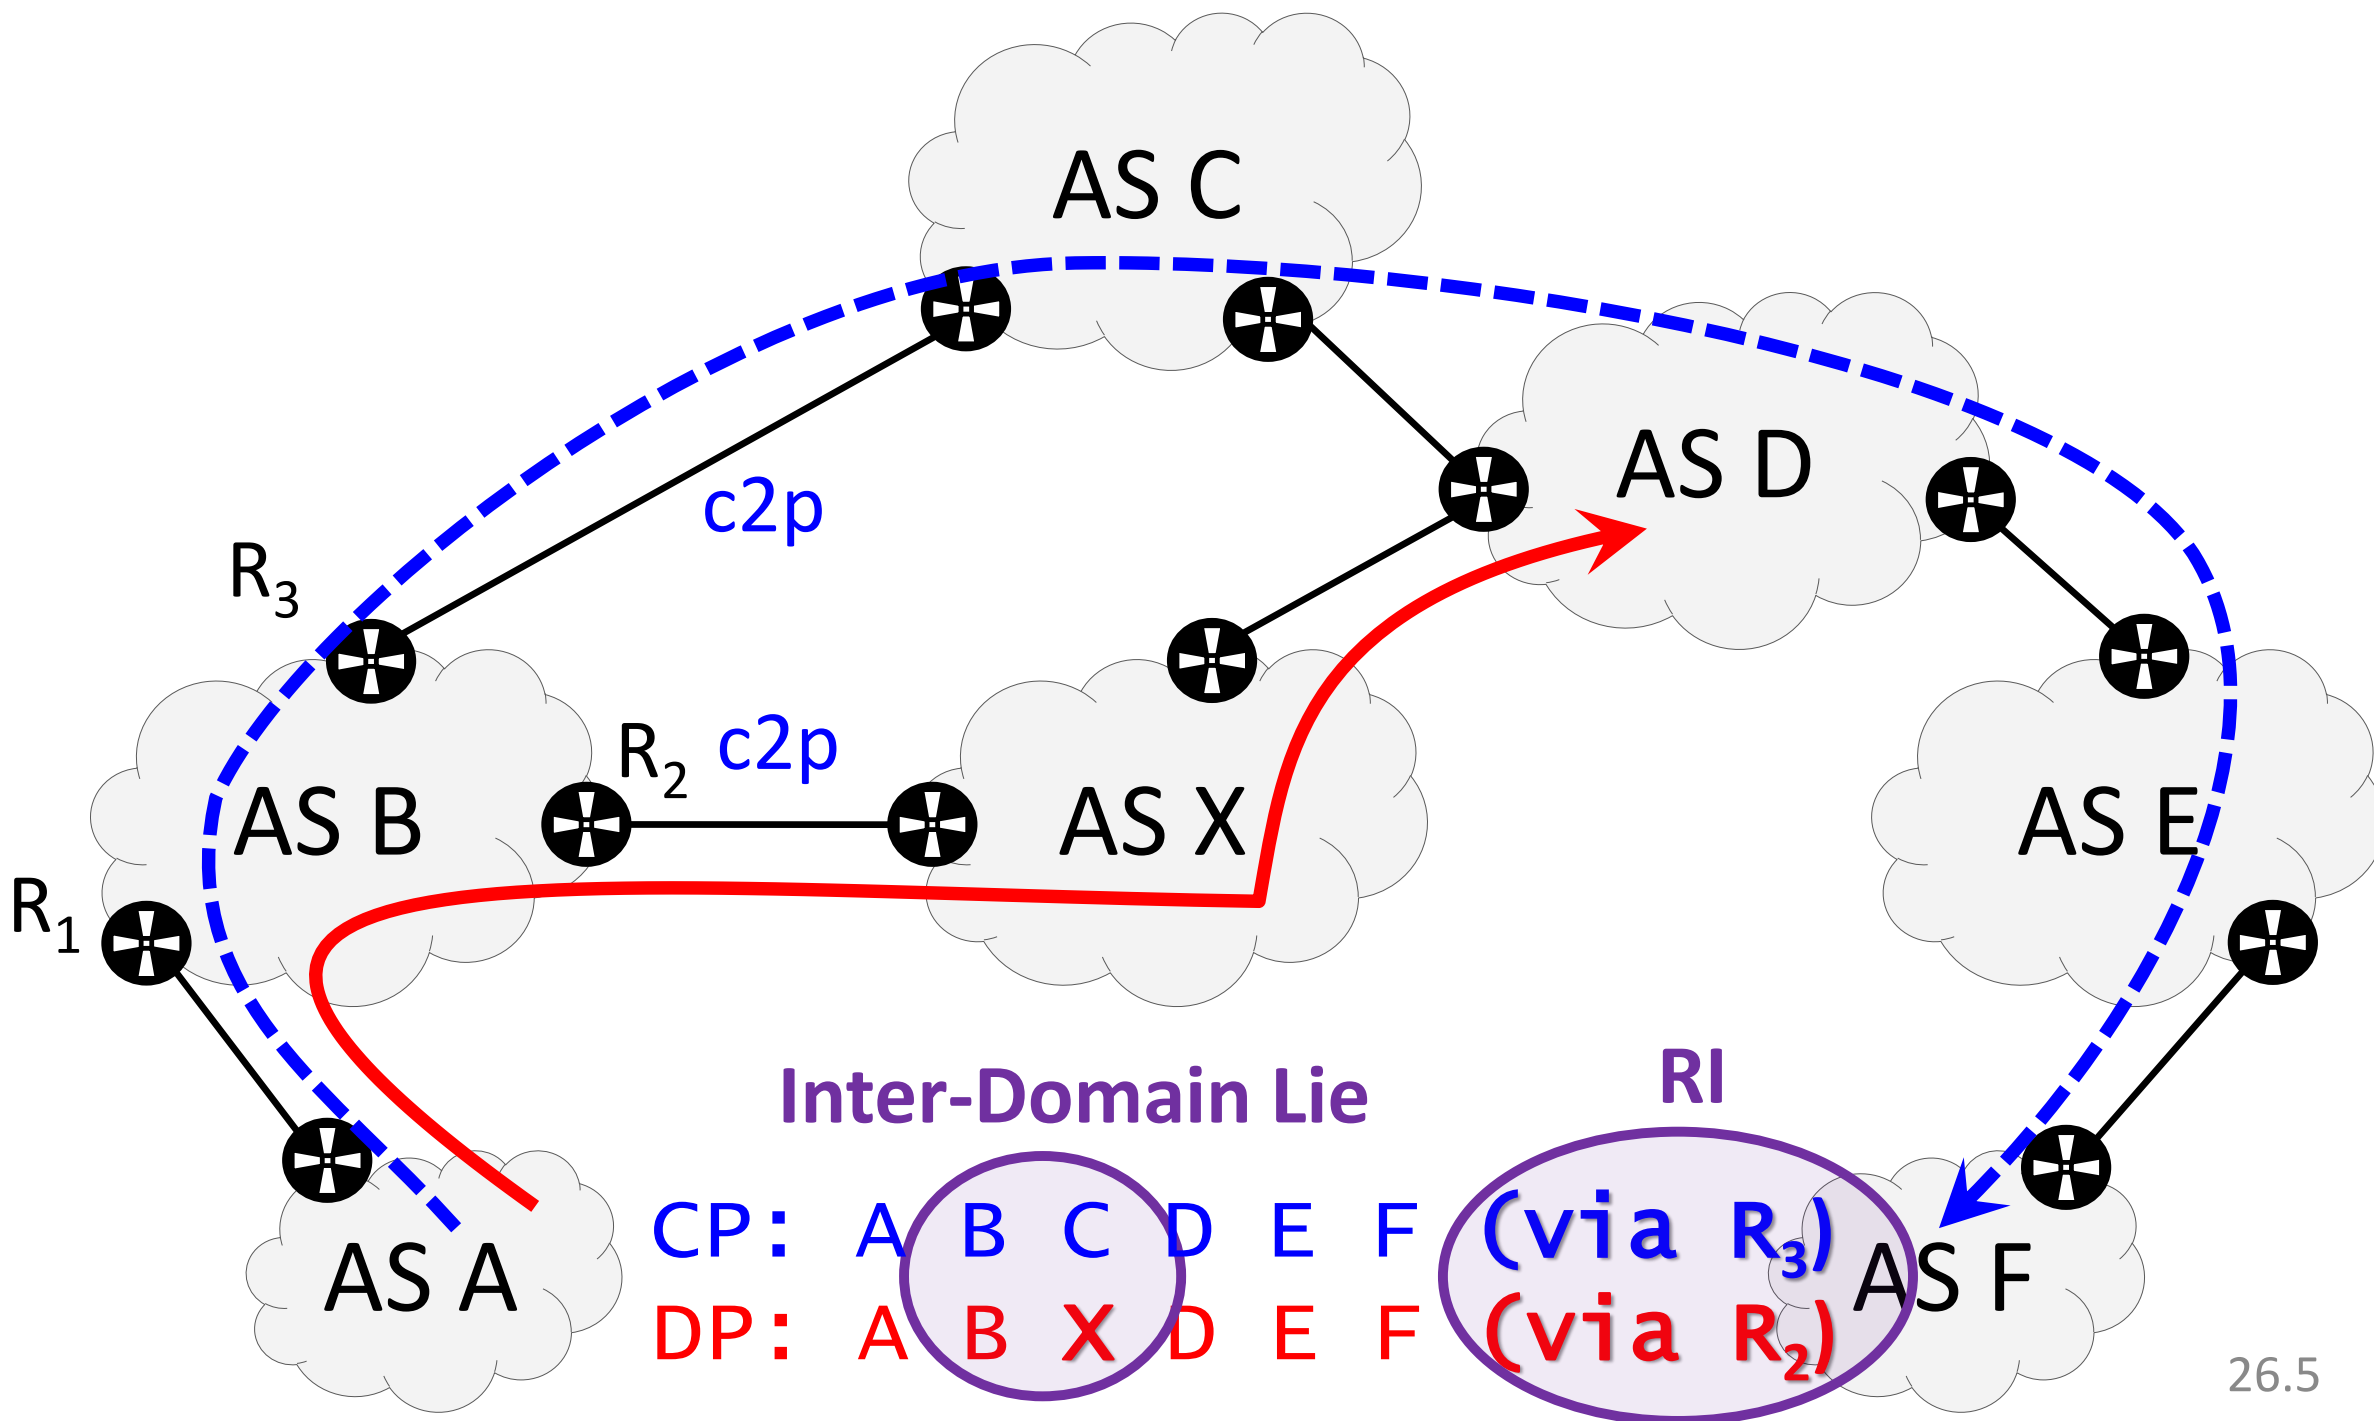 AS C
AS D
c2p
R3
R2 c2p
AS B
AS X
AS E
R1
Inter-Domain Lie
RI
CP: A B C D E F (via R3)
AS A
AS F
DP: A B X D E F (via R2)
26.5